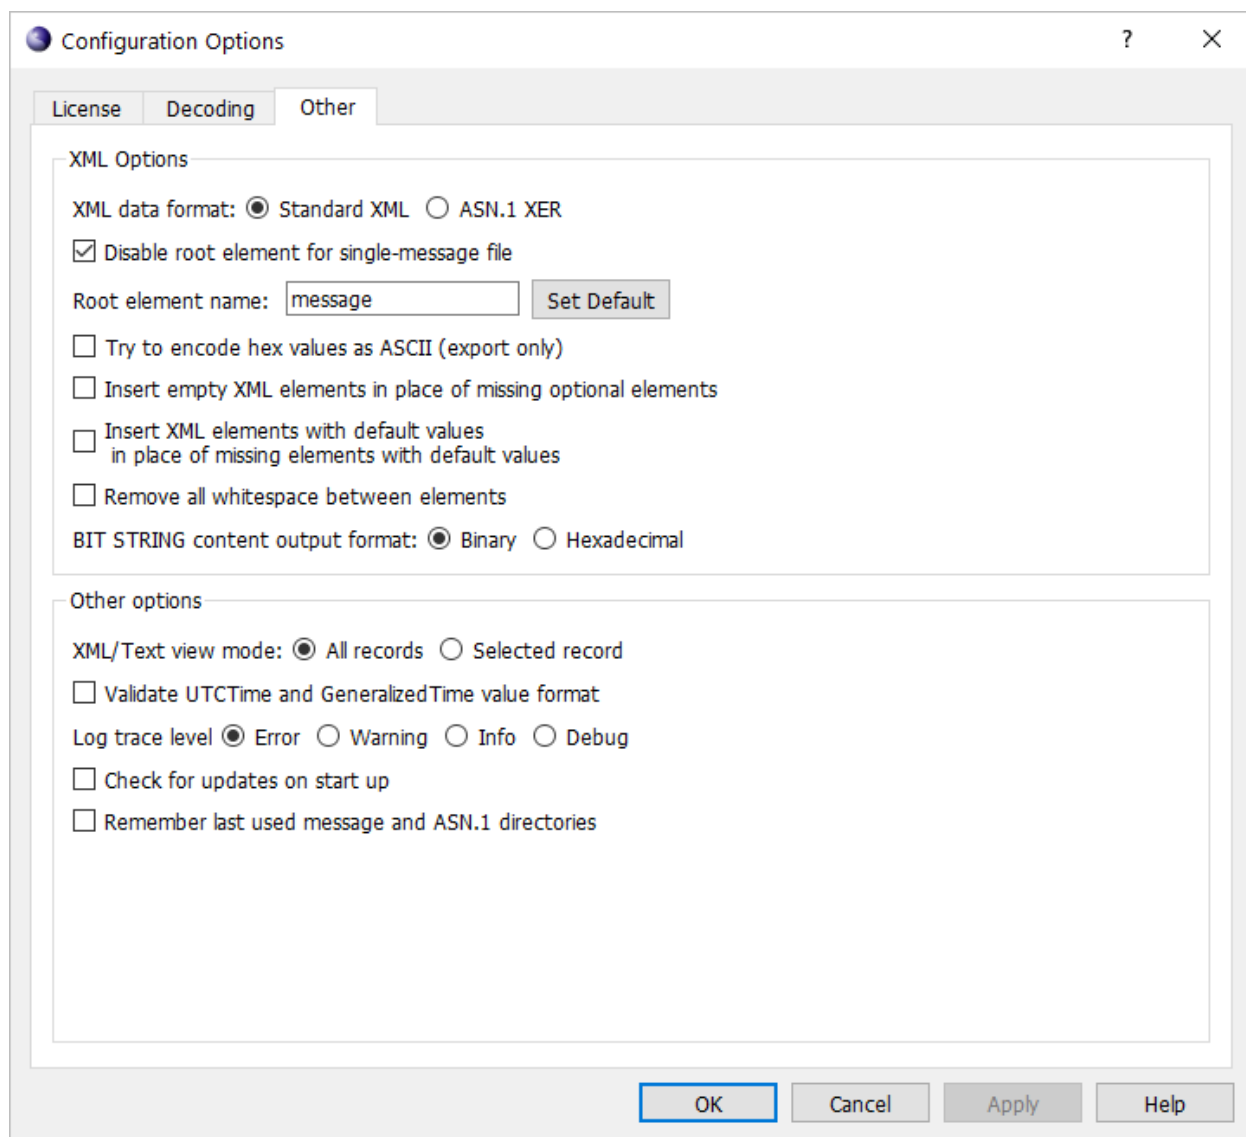 Configuration Options ?
License Decoding Other
XML Options
XML data format: Standard XML ASN.1 XER
Disable root element for single-message file
Root element name: message Set Default
Try to encode hex values as ASCII (export only)
Insert empty XML elements in place of missing optional elements
Insert XML elements with default values
in place of missing elements with default values
Remove all whitespace between elements
BIT STRING content output format: Binary Hexadecimal
Other options
XML/Text view mode: All records Selected record
Validate UTCTime and GeneralizedTime value format
Log trace level Error Warning Info Debug
Check for updates on start up
Remember last used message and ASN.1 directories
OK Cancel Apply Help